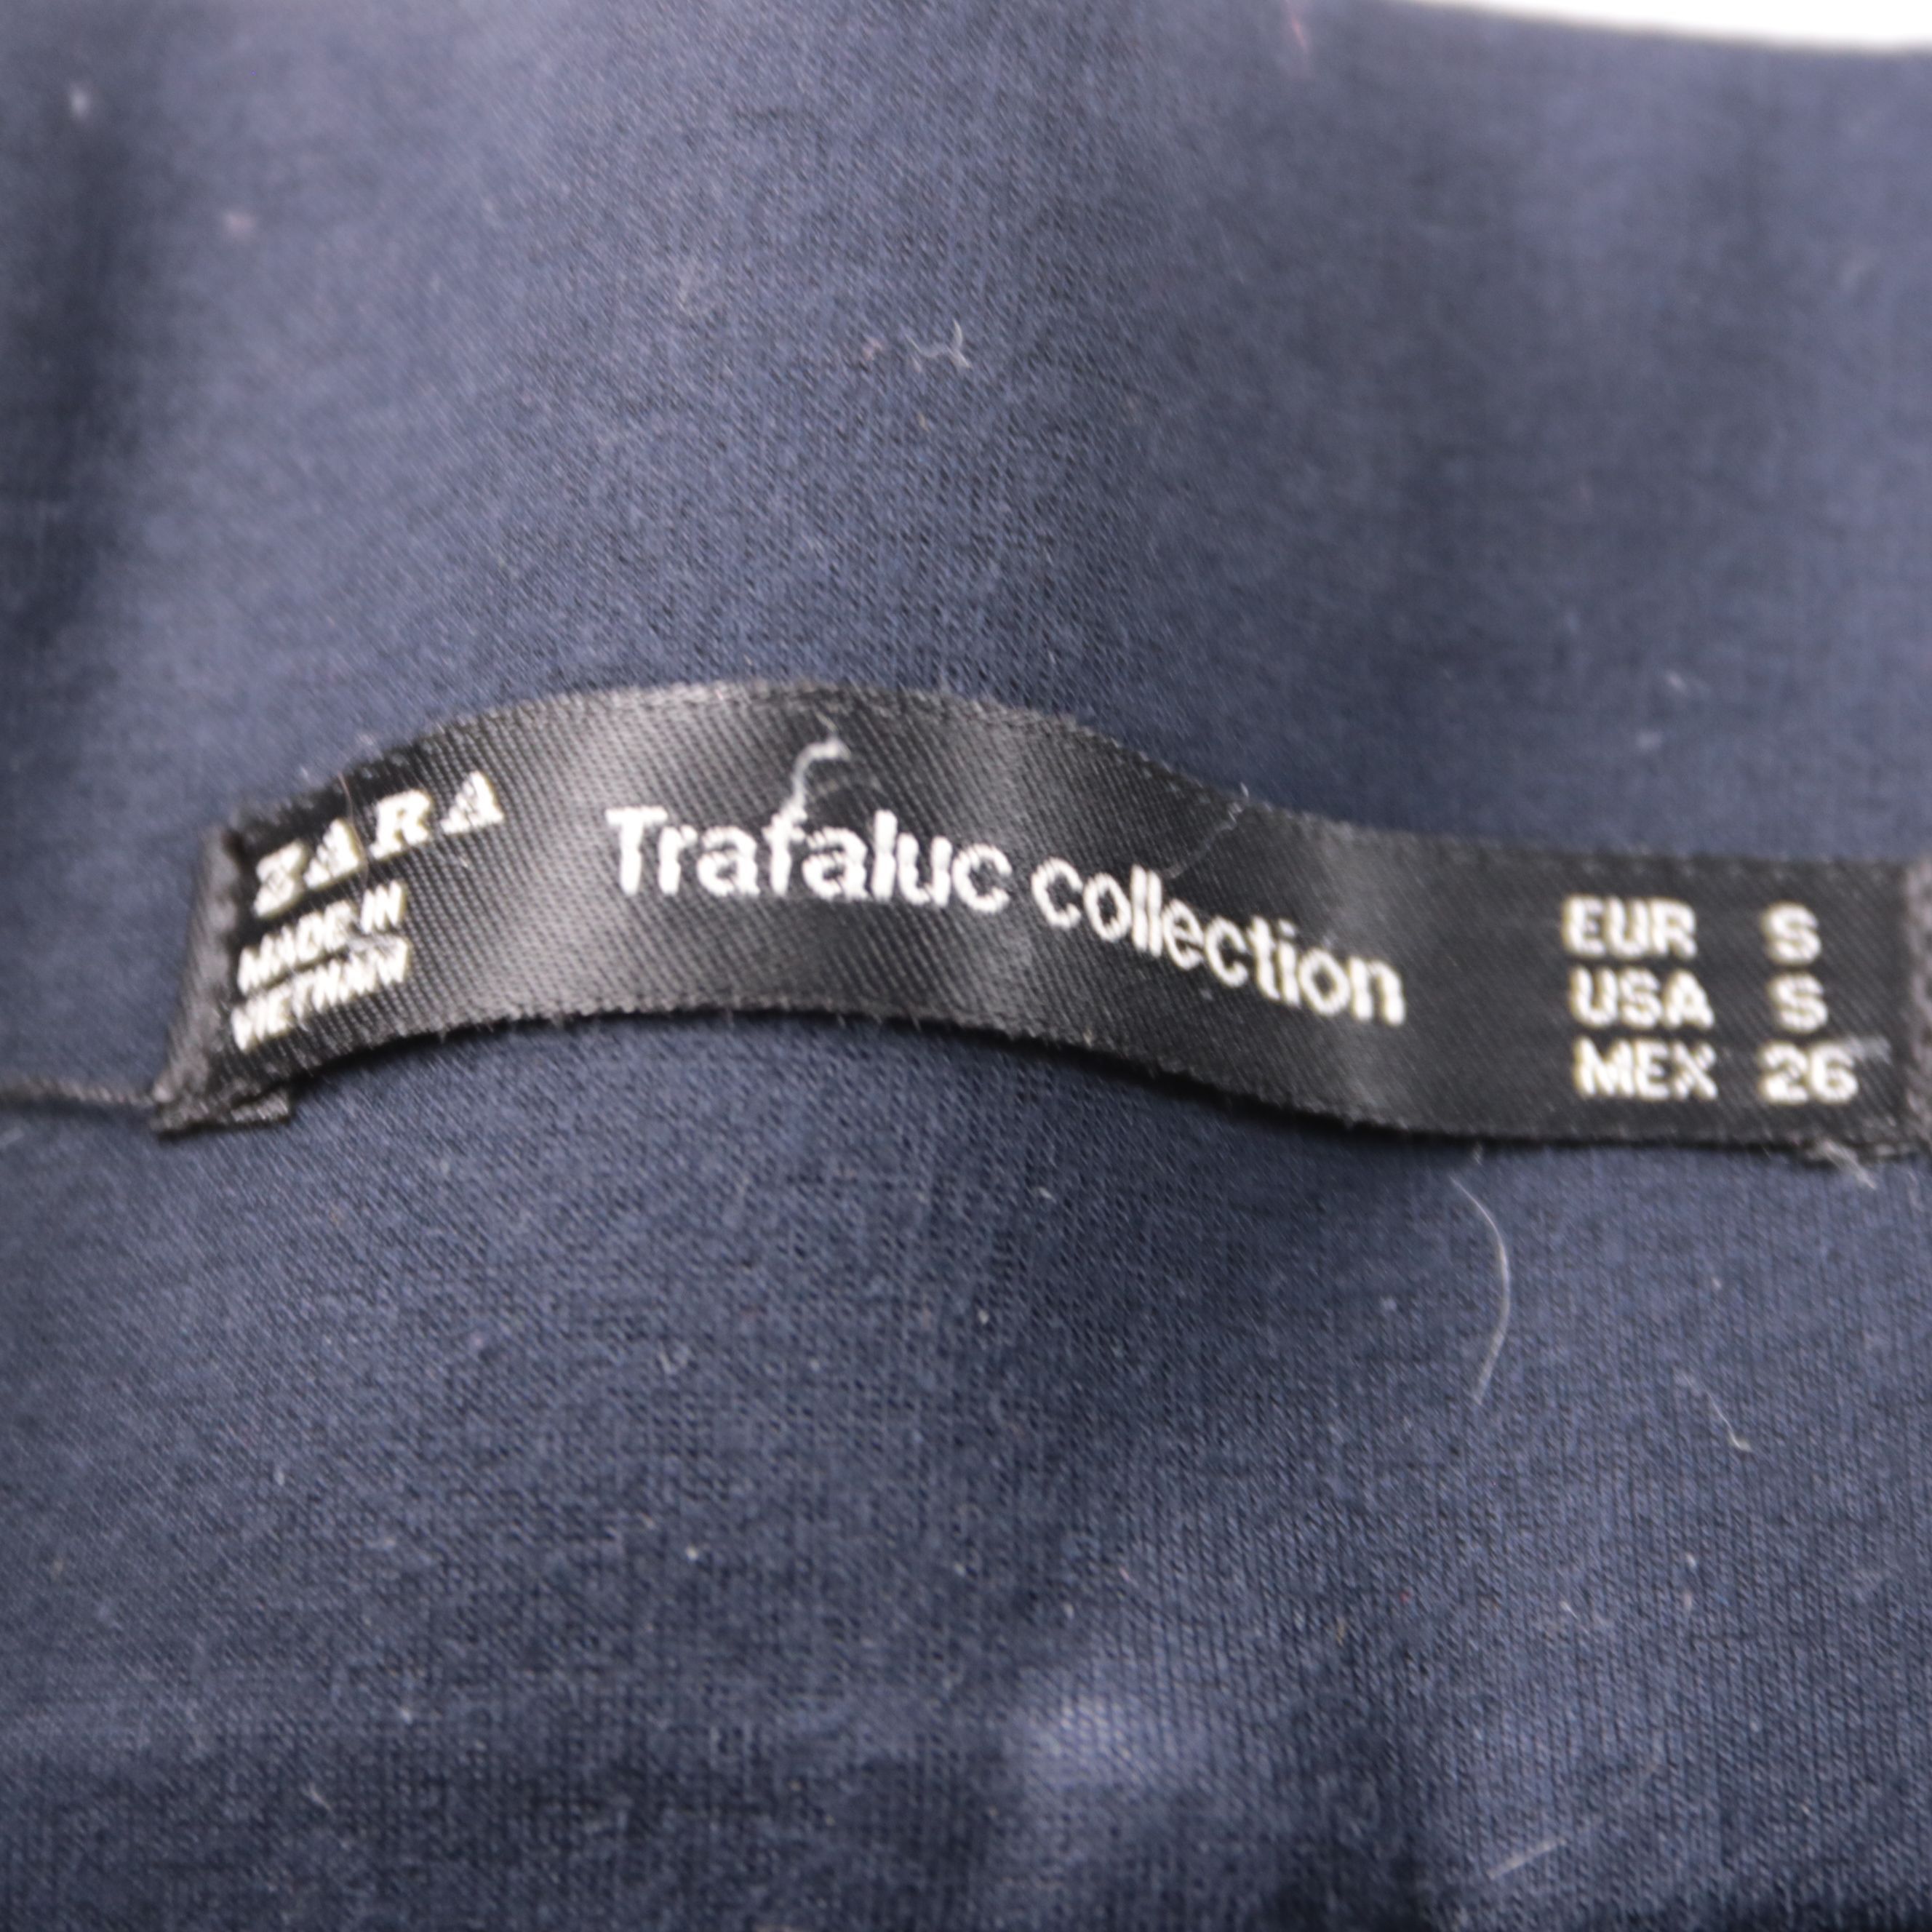 ZARA
MADE IN
VIETNAM
Trafaluc collection
EUR S
USA S
MEX 26